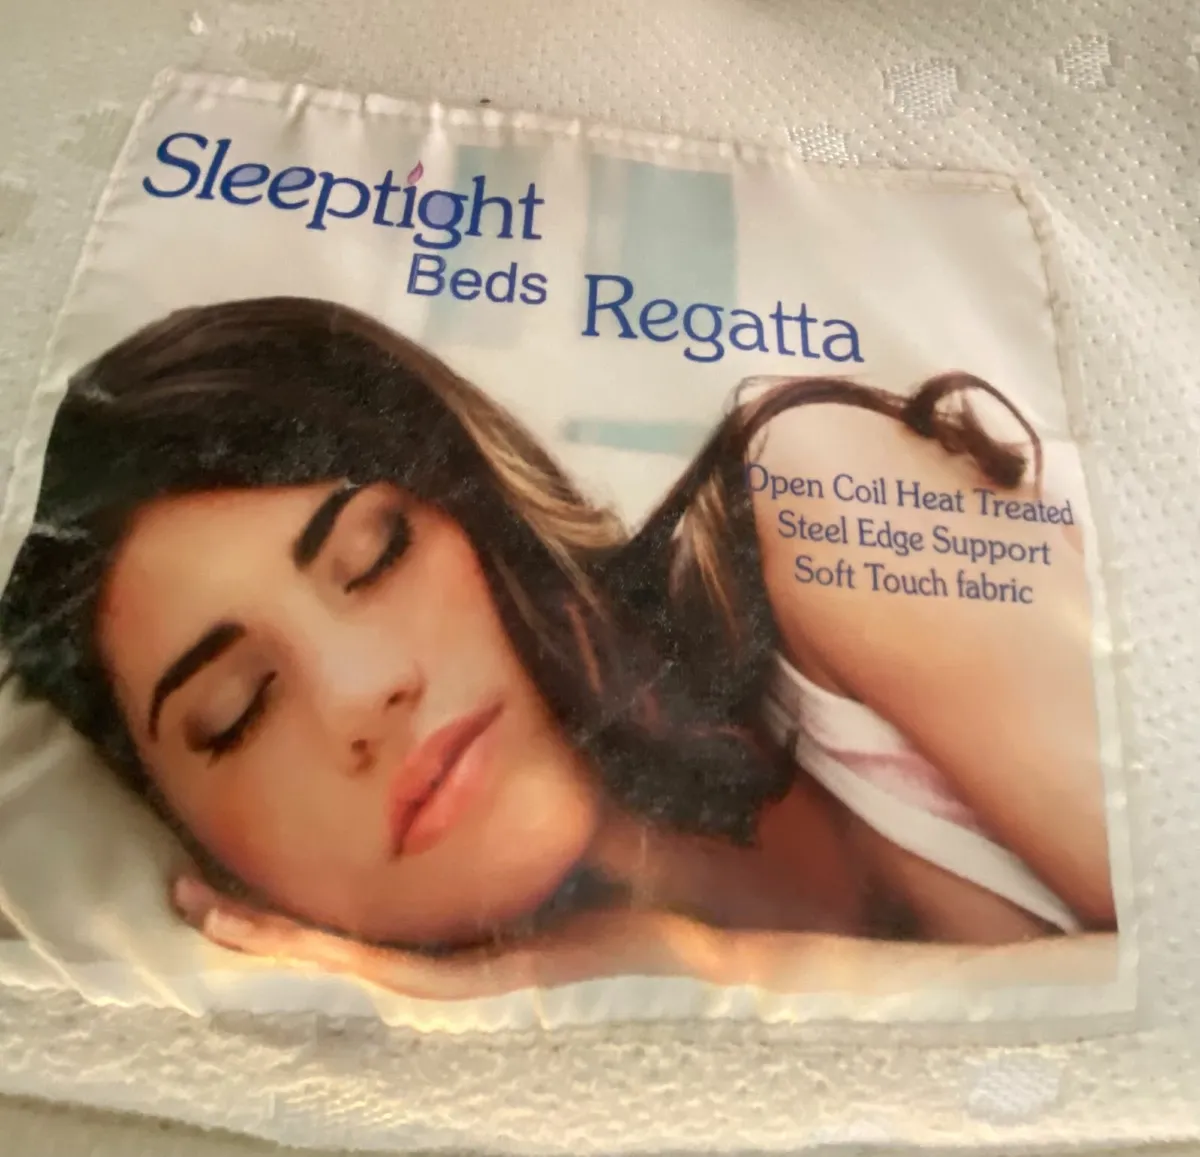 Sleeptight
Beds Regatta
Open Coil Heat Treated
Steel Edge Support
Soft Touch fabric